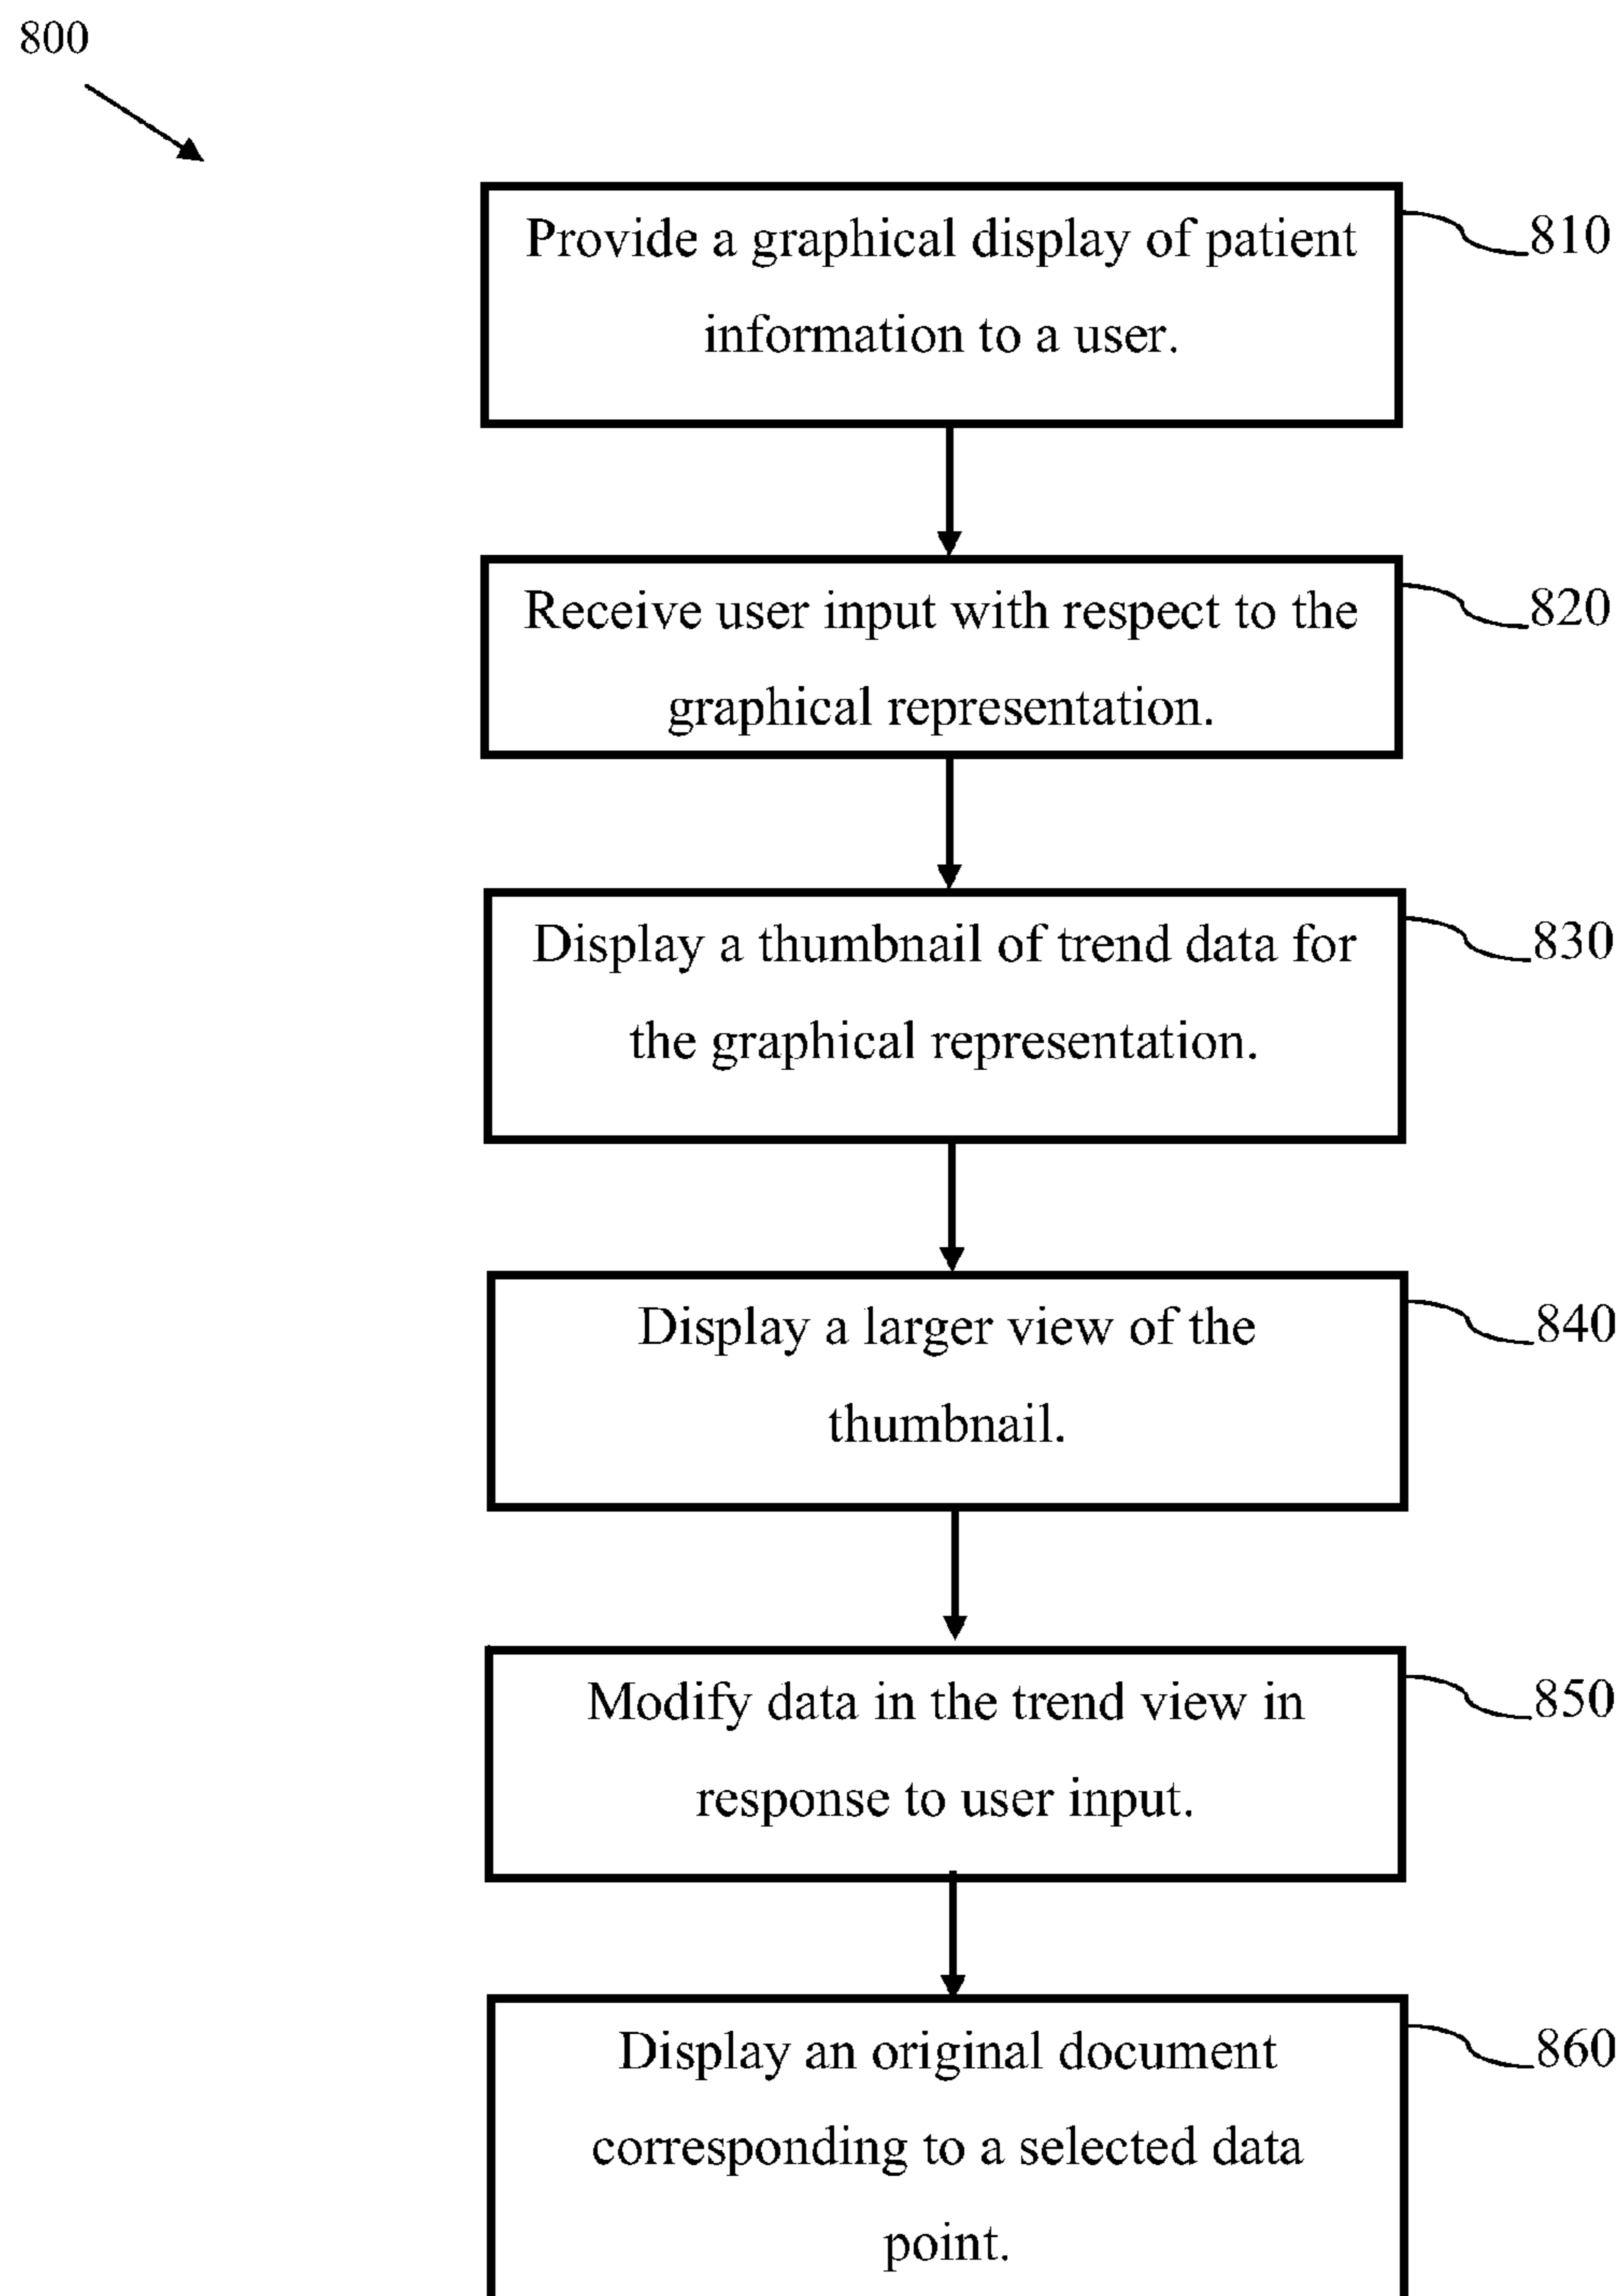 800
Provide a graphical display of patient
information to a user.
810
Receive user input with respect to the
graphical representation.
820
Display a thumbnail of trend data for
the graphical representation.
830
Display a larger view of the
thumbnail.
840
Modify data in the trend view in
response to user input.
850
Display an original document
corresponding to a selected data
point.
860